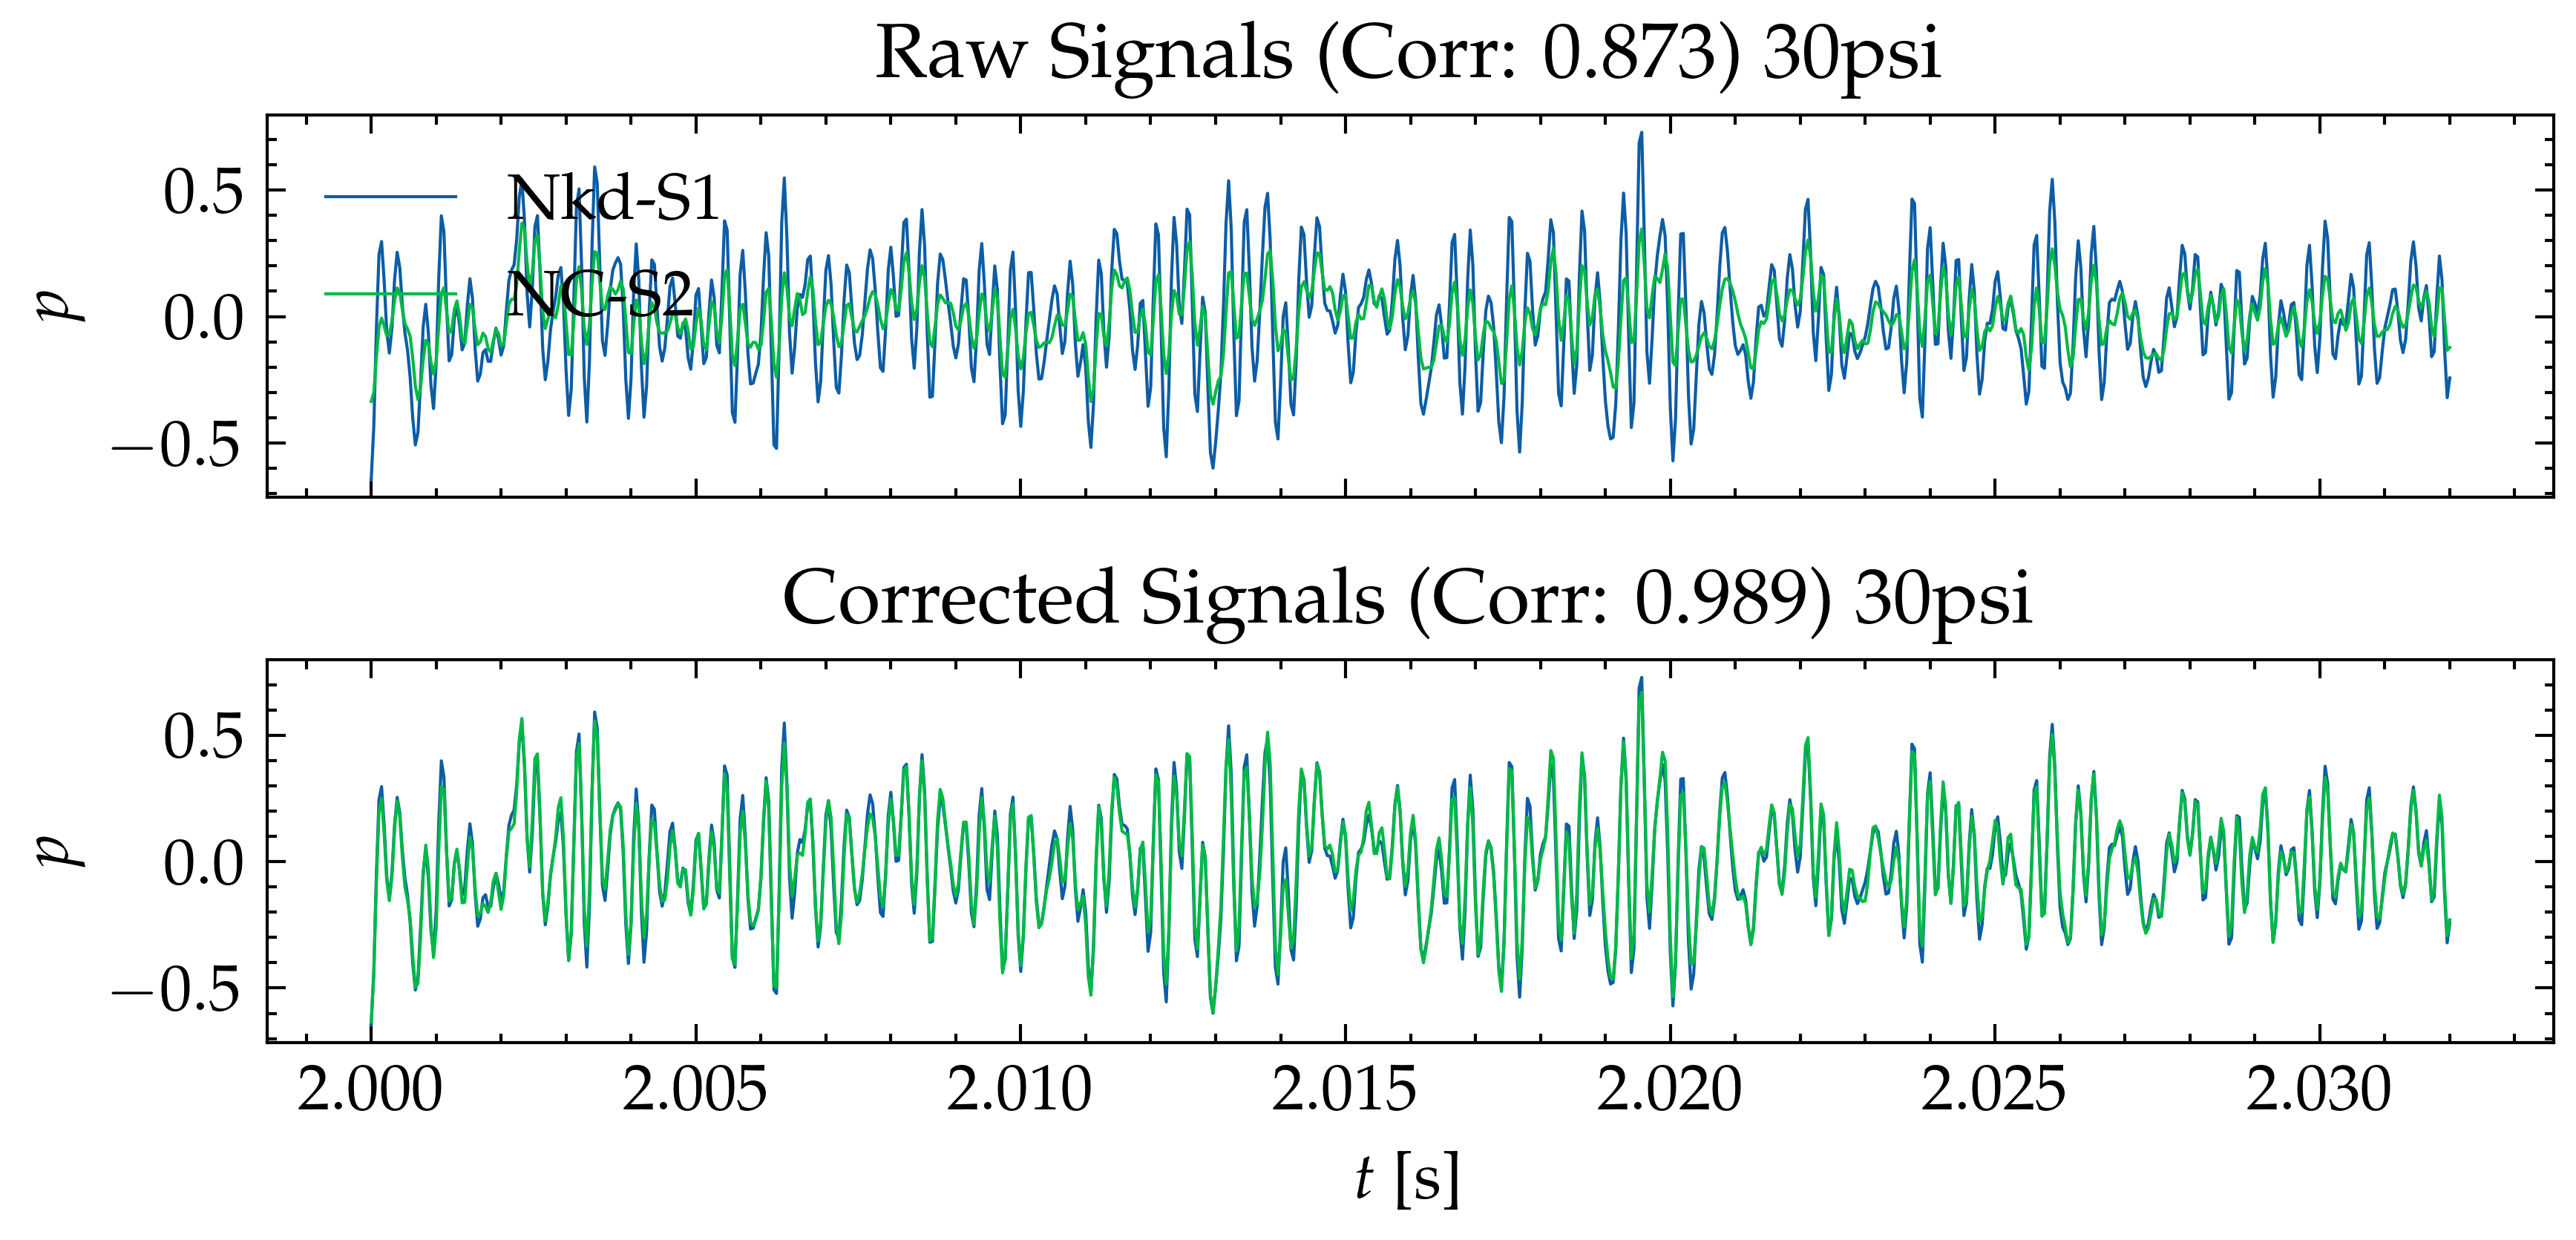 Raw Signals (Corr: 0.873) 30psi
p
0.5
0.0
−0.5
Nkd-S1
NC-S2
Corrected Signals (Corr: 0.989) 30psi
p
0.5
0.0
−0.5
2.000 2.005 2.010 2.015 2.020 2.025 2.030
t [s]